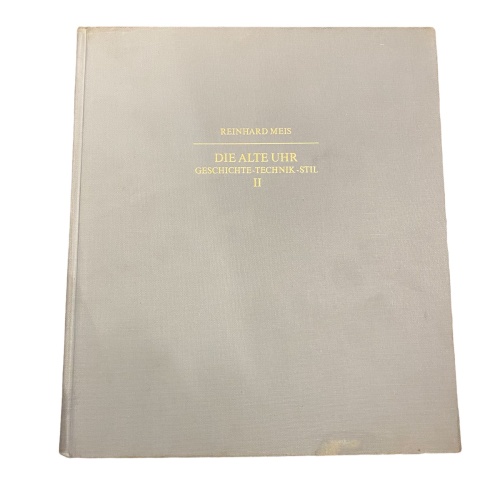 REINHARD MEIS
DIE ALTE UHR
GESCHICHTE-TECHNIK-STIL
II